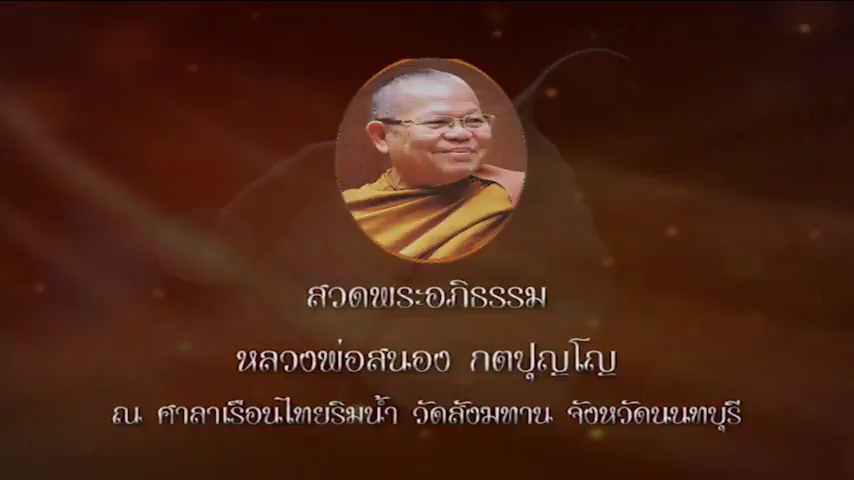 สวดพระอภิธรรม
หลวงพ่อสนอง กตปุญโญ
ณ ศาลาเรือนไทยริมน้ำ วัดสังฆทาน จังหวัดนนทบุรี